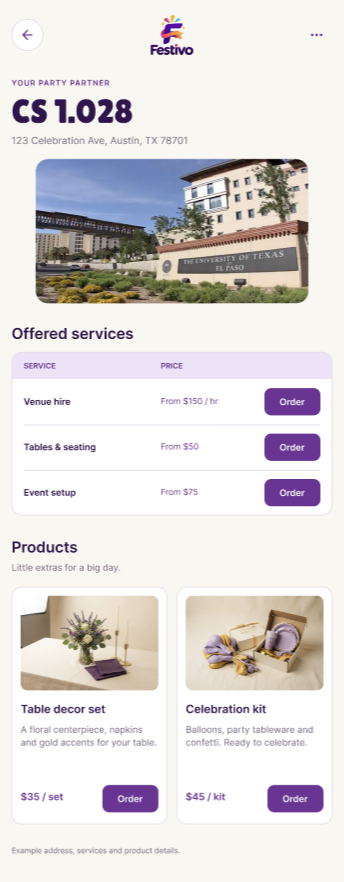 Festivo
YOUR PARTY PARTNER
CS 1.028
123 Celebration Ave, Austin, TX 78701
THE UNIVERSITY OF TEXAS
EL PASO
Offered services
SERVICE PRICE
Venue hire From $150 / hr Order
Tables & seating From $50 Order
Event setup From $75 Order
Products
Little extras for a big day.
Table decor set
A floral centerpiece, napkins
and gold accents for your table.
$35 / set Order
Celebration kit
Balloons, party tableware and
confetti. Ready to celebrate.
$45 / kit Order
Example address, services and product details.